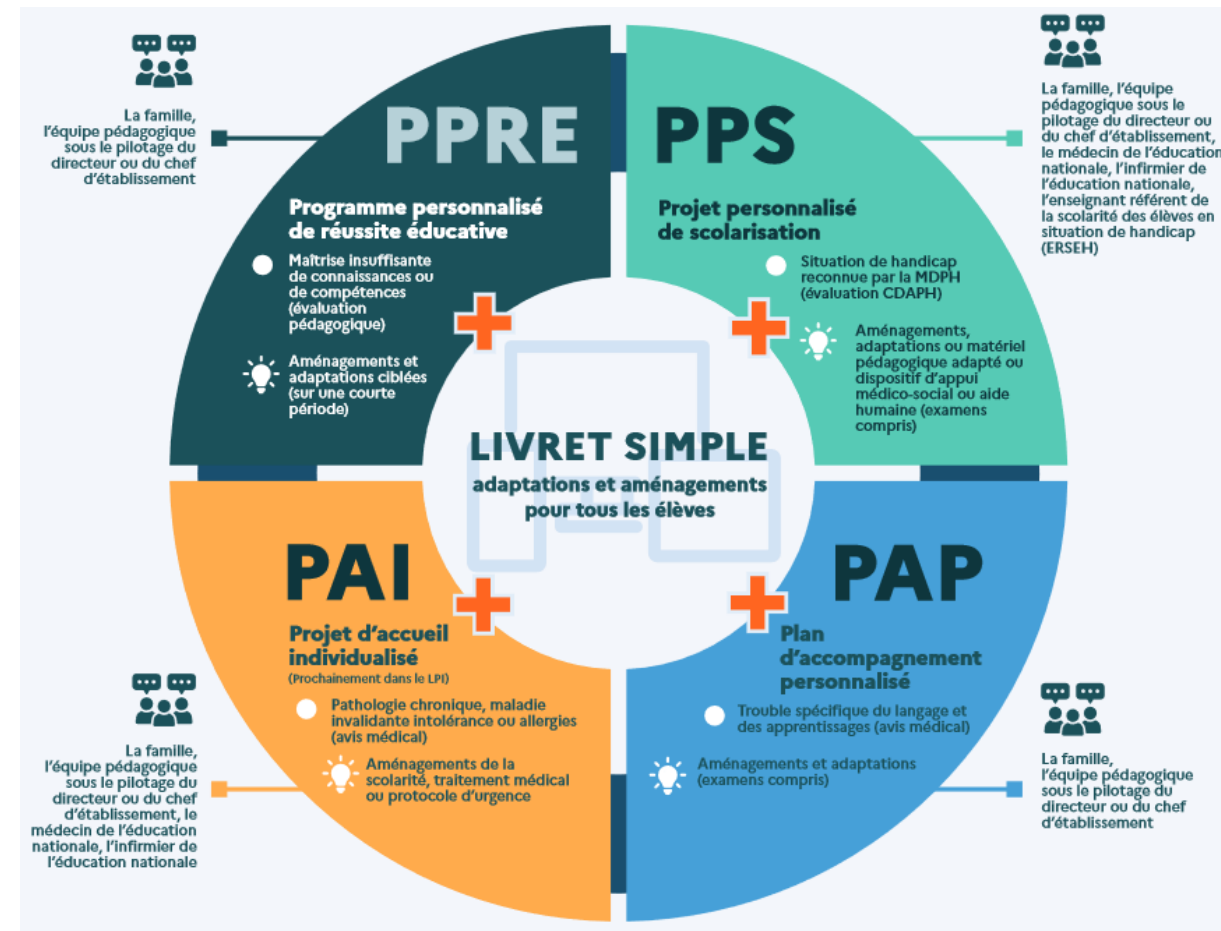 La famille,
l'équipe pédagogique
sous le pilotage du
directeur ou du chef
d'établissement
PPRE
Programme personnalisé
de réussite éducative
Maîtrise insuffisante
de connaissances ou
de compétences
(évaluation
pédagogique)
Aménagements et
adaptations ciblées
(sur une courte
période)
PPS
Projet personnalisé
de scolarisation
Situation de handicap
reconnue par la MDPH
(évaluation CDAPH)
Aménagements,
adaptations ou matériel
pédagogique adapté ou
dispositif d'appui
médico-social ou aide
humaine (examens
compris)
La famille, l'équipe
pédagogique sous le
pilotage du directeur ou
du chef d'établissement,
le médecin de l'éducation
nationale, l'infirmier de
l'éducation nationale,
l'enseignant référent de
la scolarité des élèves en
situation de handicap
(ERSEH)
LIVRET SIMPLE
adaptations et aménagements
pour tous les élèves
PAI
Projet d'accueil
individualisé
(Prochainement dans le LPI)
Pathologie chronique, maladie
invalidante intolérance ou allergies
(avis médical)
Aménagements de la
scolarité, traitement médical
ou protocole d'urgence
La famille,
l'équipe pédagogique
sous le pilotage du
directeur ou du chef
d'établissement, le
médecin de l'éducation
nationale, l'infirmier de
l'éducation nationale
PAP
Plan
d'accompagnement
personnalisé
Trouble spécifique du langage et
des apprentissages (avis médical)
Aménagements et adaptations
(examens compris)
La famille,
l'équipe pédagogique
sous le pilotage du
directeur ou du chef
d'établissement